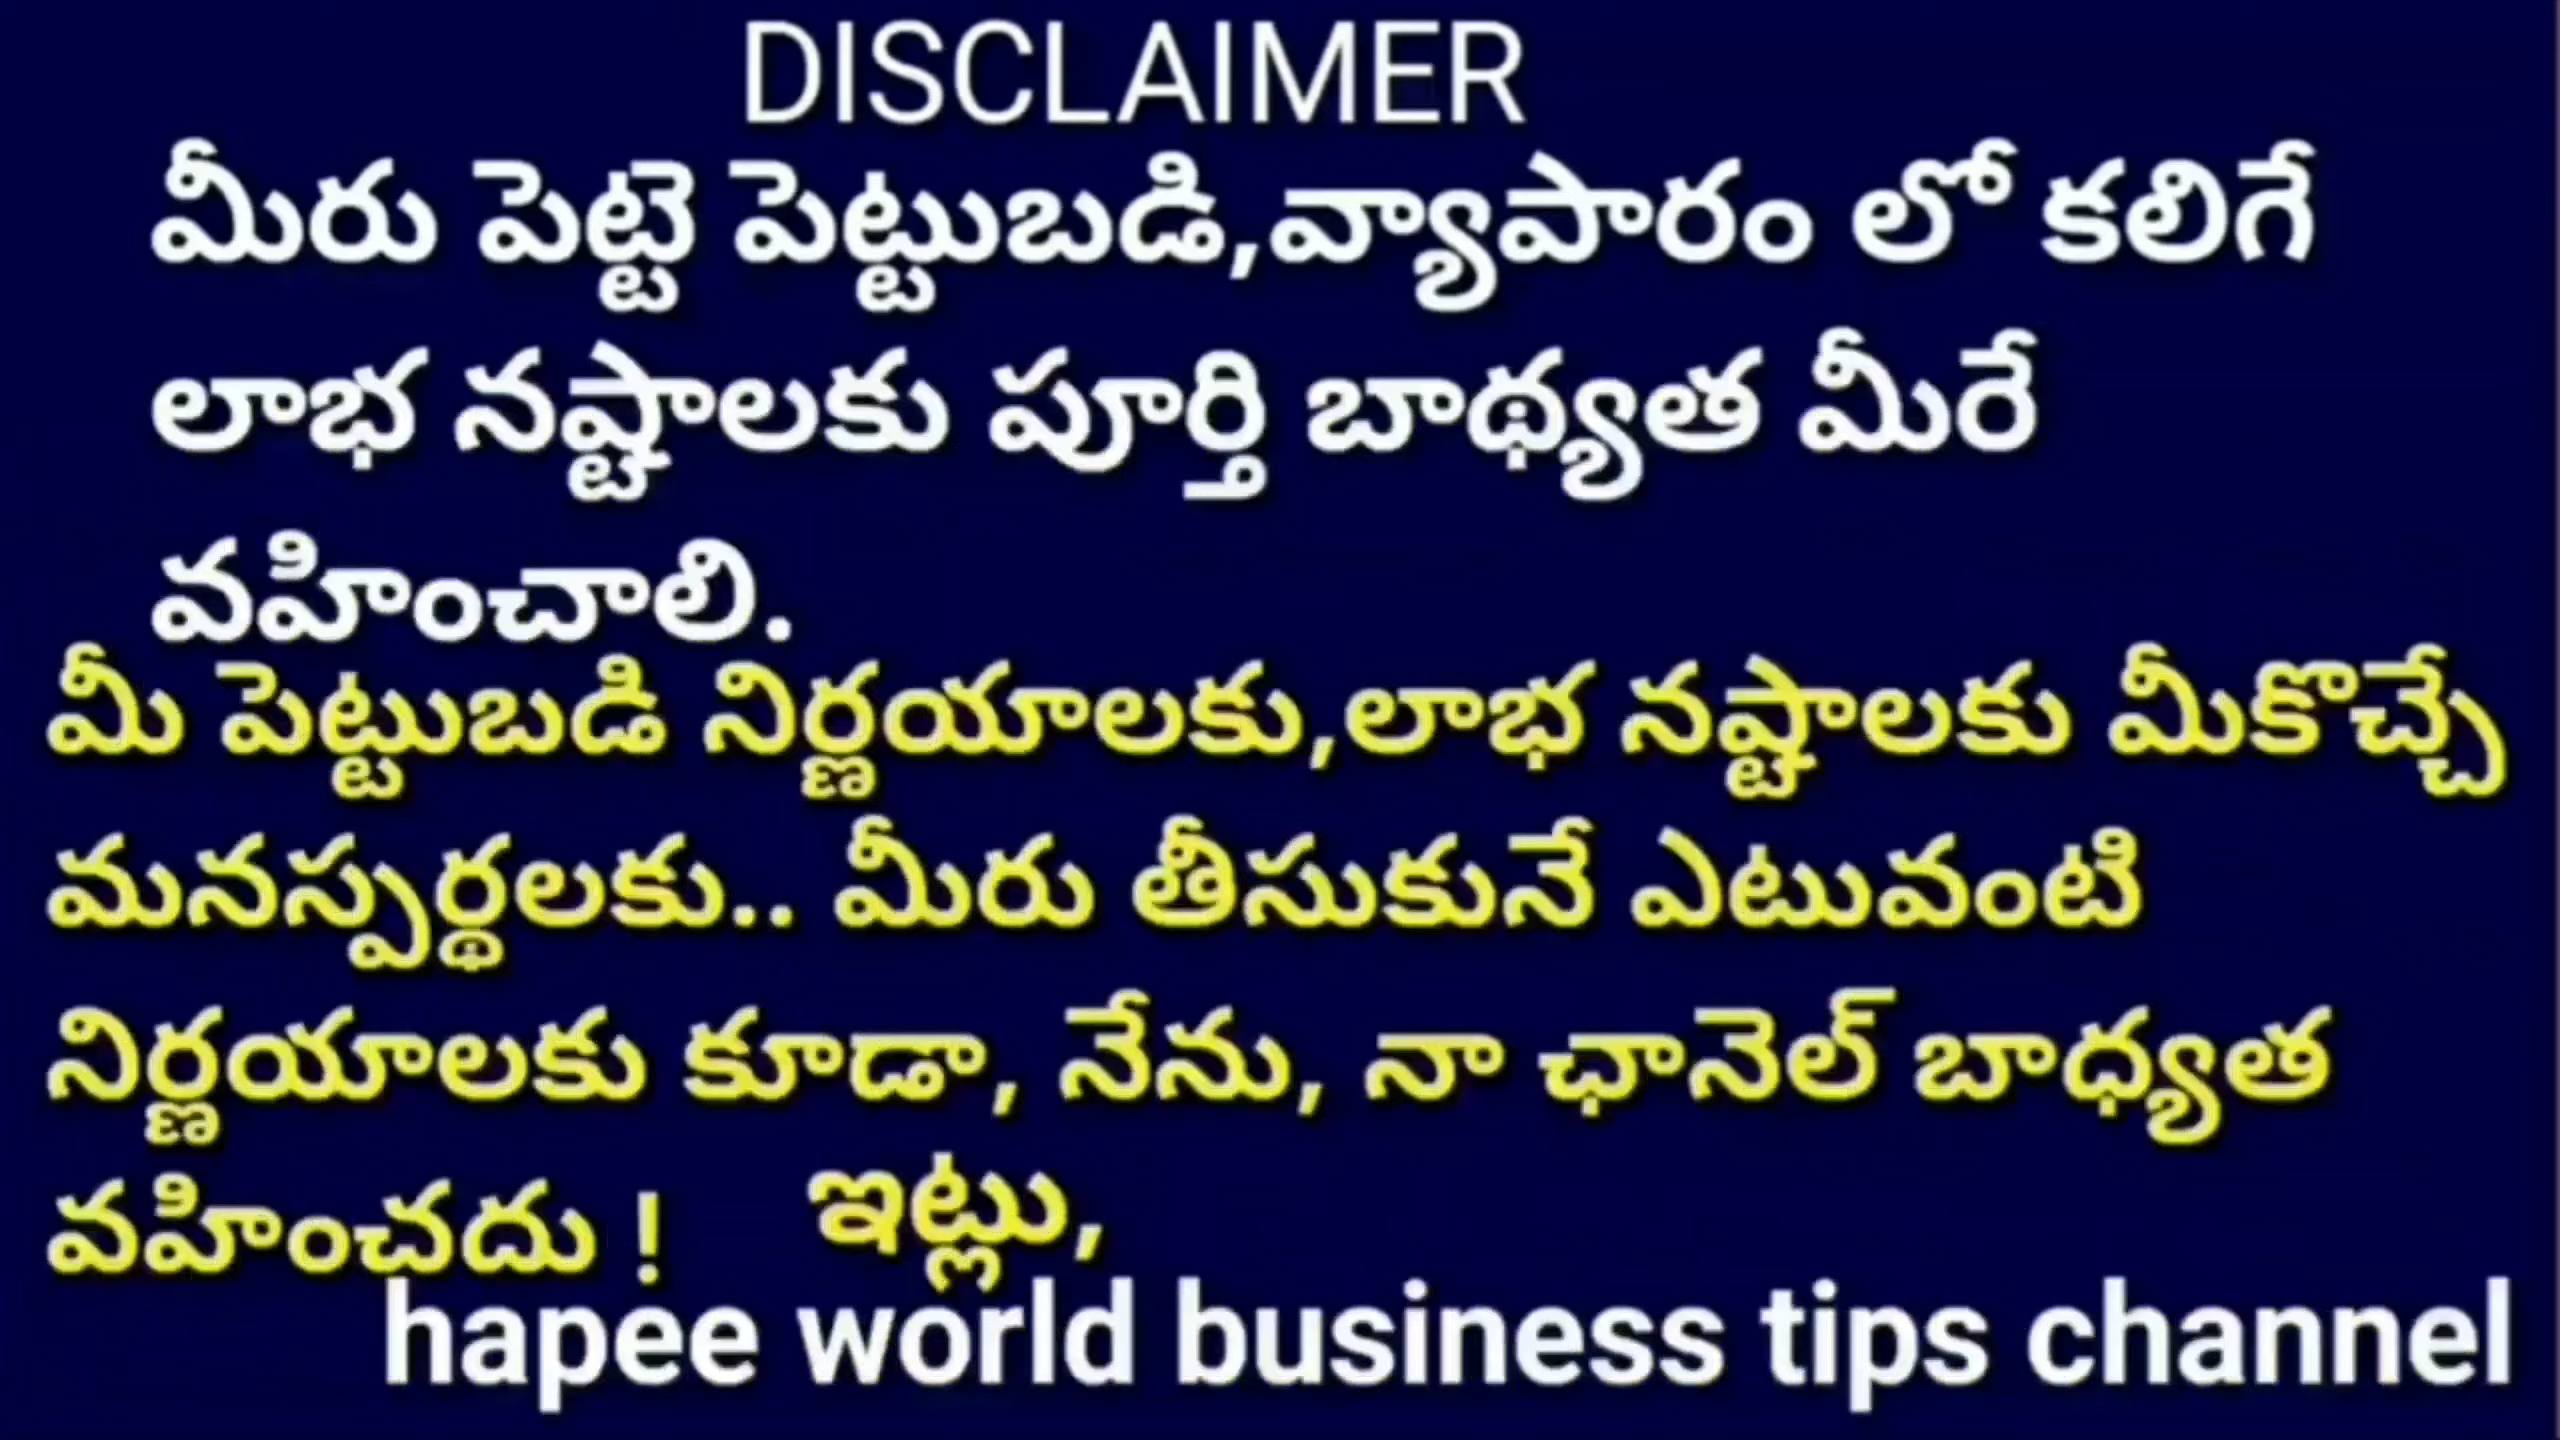 DISCLAIMER
మీరు పెట్టె పెట్టుబడి,వ్యాపారం లో కలిగే
లాభ నష్టాలకు పూర్తి బాథ్యత మీరే
వహించాలి.
మీ పెట్టుబడి నిర్ణయాలకు,లాభ నష్టాలకు మీకొచ్చే
మనస్పర్థలకు.. మీరు తీసుకునే ఎటువంటి
నిర్ణయాలకు కూడా, నేను, నా ఛానెల్ బాధ్యత
వహించదు ! ఇట్లు,
hapee world business tips channel